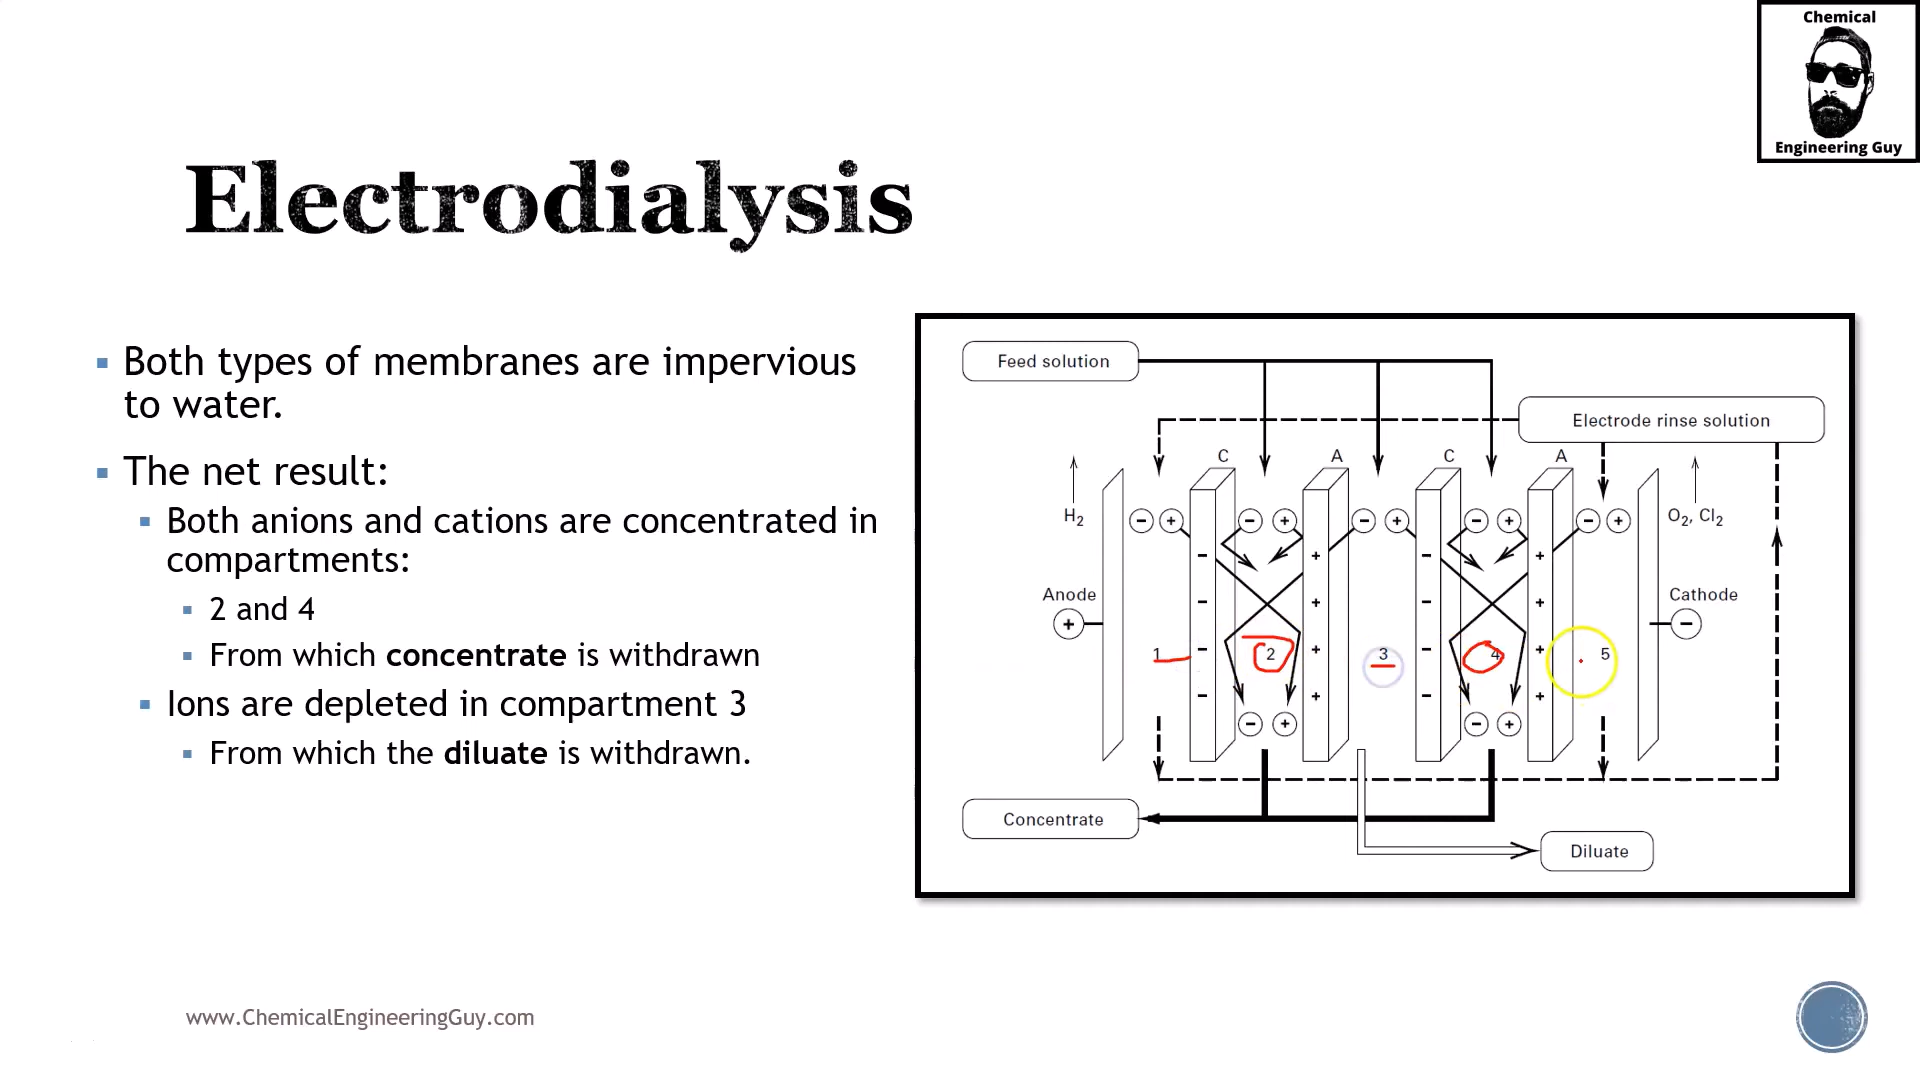 Chemical
Engineering Guy
Electrodialysis
Both types of membranes are impervious
to water.
The net result:
Both anions and cations are concentrated in
compartments:
2 and 4
From which concentrate is withdrawn
Ions are depleted in compartment 3
From which the diluate is withdrawn.
Feed solution
Electrode rinse solution
C A C A
H2 − + − + − + − + − + O2, Cl2
− + − +
Anode Cathode
− + − +
+ −
1 − 2 + 3 − 4 + 5
− + − +
− + − +
Concentrate
Diluate
www.ChemicalEngineeringGuy.com